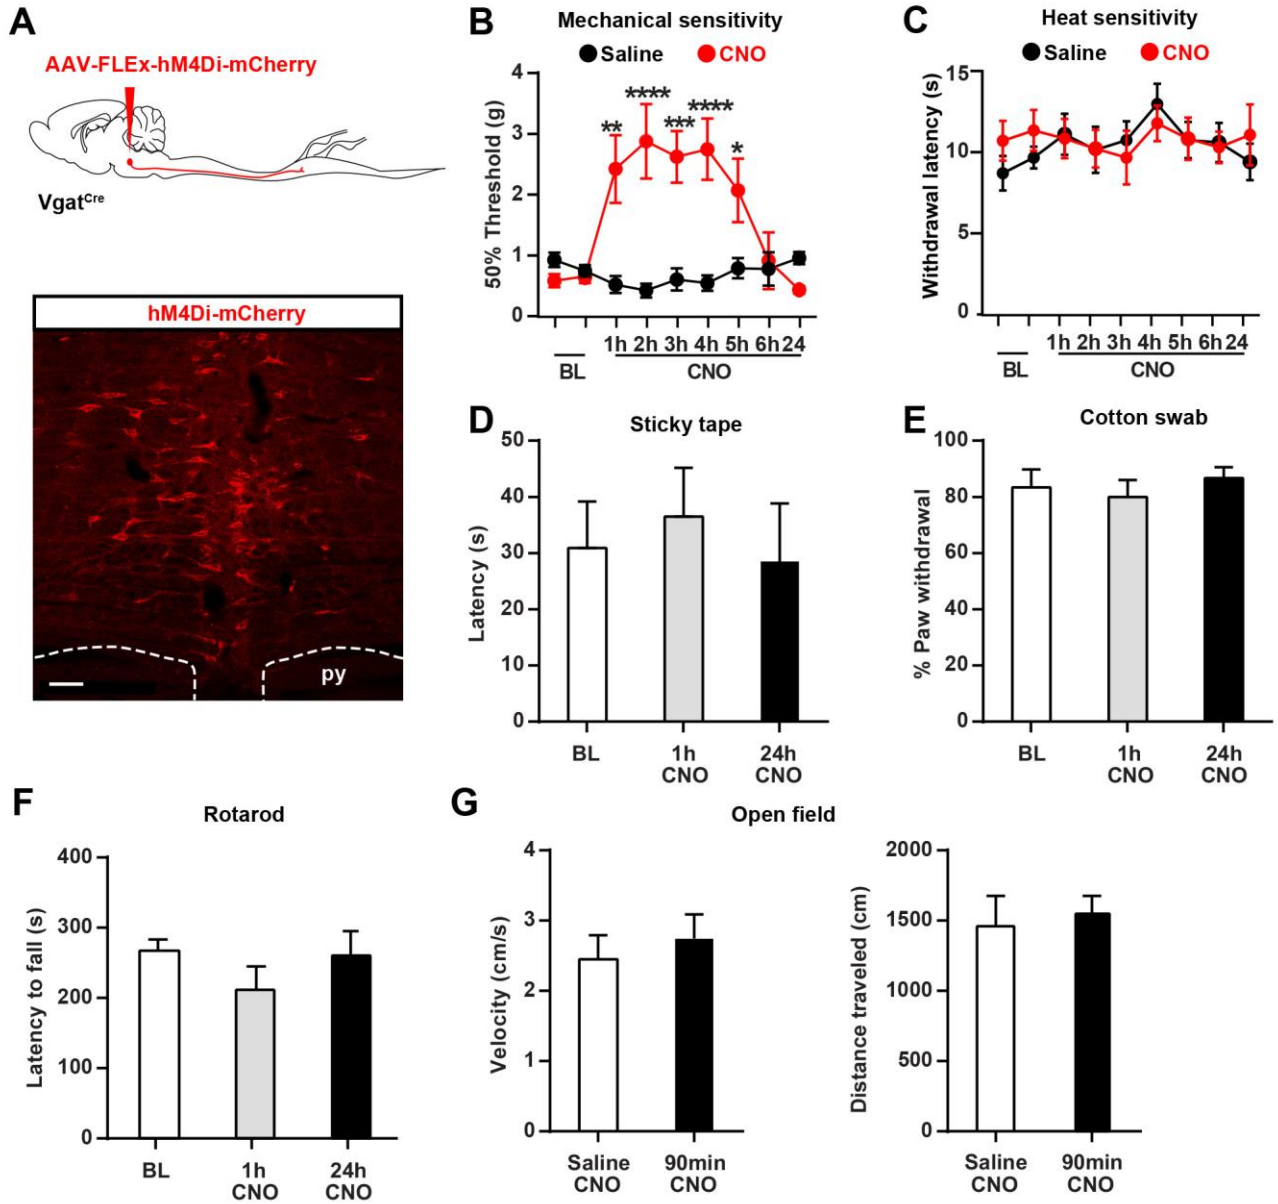 A
AAV-FLEx-hM4Di-mCherry
VgatCre
hM4Di-mCherry
py
B
Mechanical sensitivity
Saline CNO
50% Threshold (g)
4
3
2
1
0
** **** *** **** *
1h 2h 3h 4h 5h 6h 24
BL CNO
C
Heat sensitivity
Saline CNO
Withdrawal latency (s)
15
10
5
0
1h 2h 3h 4h 5h 6h 24
BL CNO
D
Sticky tape
Latency (s)
50
40
30
20
10
0
BL 1h 24h
CNO CNO
E
Cotton swab
% Paw withdrawal
100
80
60
40
20
0
BL 1h 24h
CNO CNO
F
Rotarod
Latency to fall (s)
400
300
200
100
0
BL 1h 24h
CNO CNO
G
Open field
Velocity (cm/s)
4
3
2
1
0
Saline 90min
CNO CNO
Distance traveled (cm)
2000
1500
1000
500
0
Saline 90min
CNO CNO